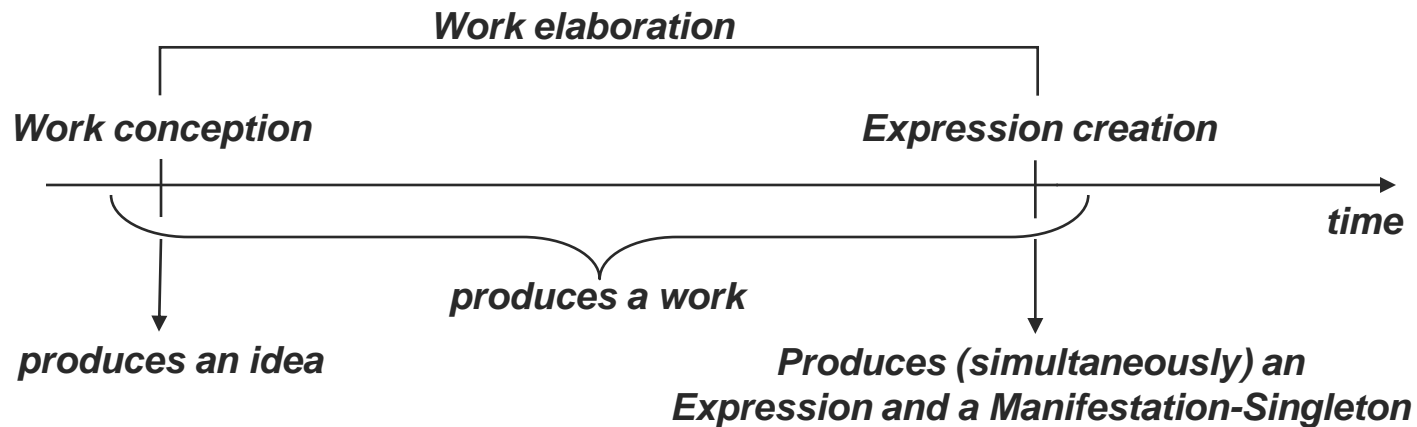 Work elaboration
Work conception
Expression creation
time
produces a work
produces an idea
Produces (simultaneously) an
Expression and a Manifestation-Singleton